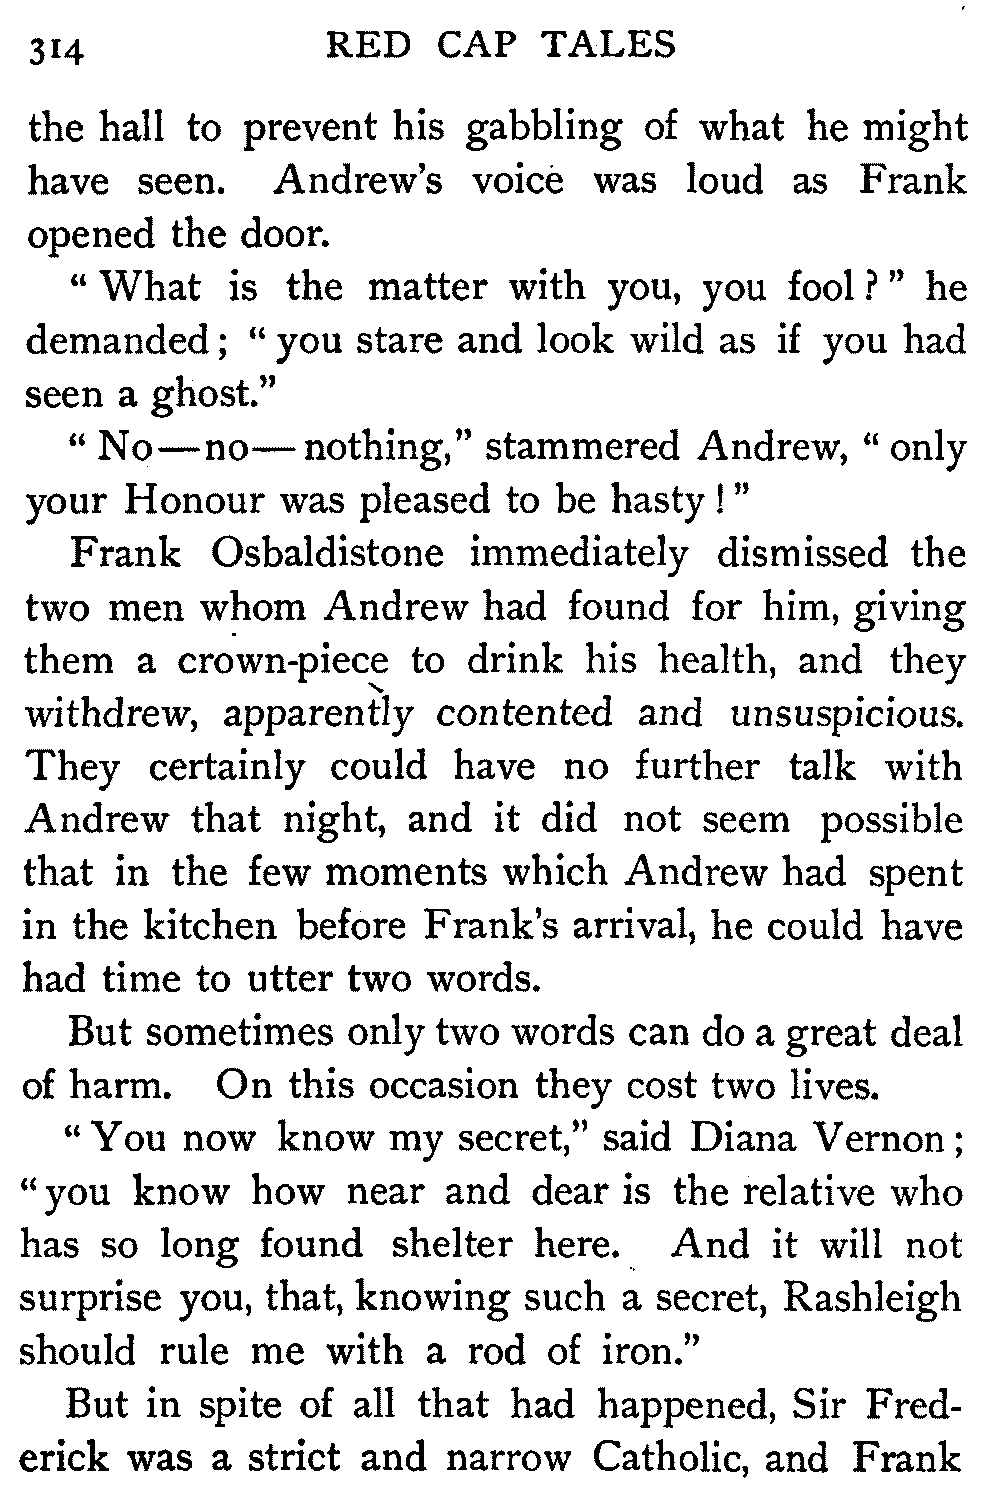 314 RED CAP TALES
the hall to prevent his gabbling of what he might
have seen. Andrew's voice was loud as Frank
opened the door.
“ What is the matter with you, you fool ? ” he
demanded ; “ you stare and look wild as if you had
seen a ghost.”
“ No—no— nothing,” stammered Andrew, “ only
your Honour was pleased to be hasty ! ”
Frank Osbaldistone immediately dismissed the
two men whom Andrew had found for him, giving
them a crown-piece to drink his health, and they
withdrew, apparently contented and unsuspicious.
They certainly could have no further talk with
Andrew that night, and it did not seem possible
that in the few moments which Andrew had spent
in the kitchen before Frank's arrival, he could have
had time to utter two words.
But sometimes only two words can do a great deal
of harm. On this occasion they cost two lives.
“ You now know my secret,” said Diana Vernon ;
“ you know how near and dear is the relative who
has so long found shelter here. And it will not
surprise you, that, knowing such a secret, Rashleigh
should rule me with a rod of iron.”
But in spite of all that had happened, Sir Fred-
erick was a strict and narrow Catholic, and Frank